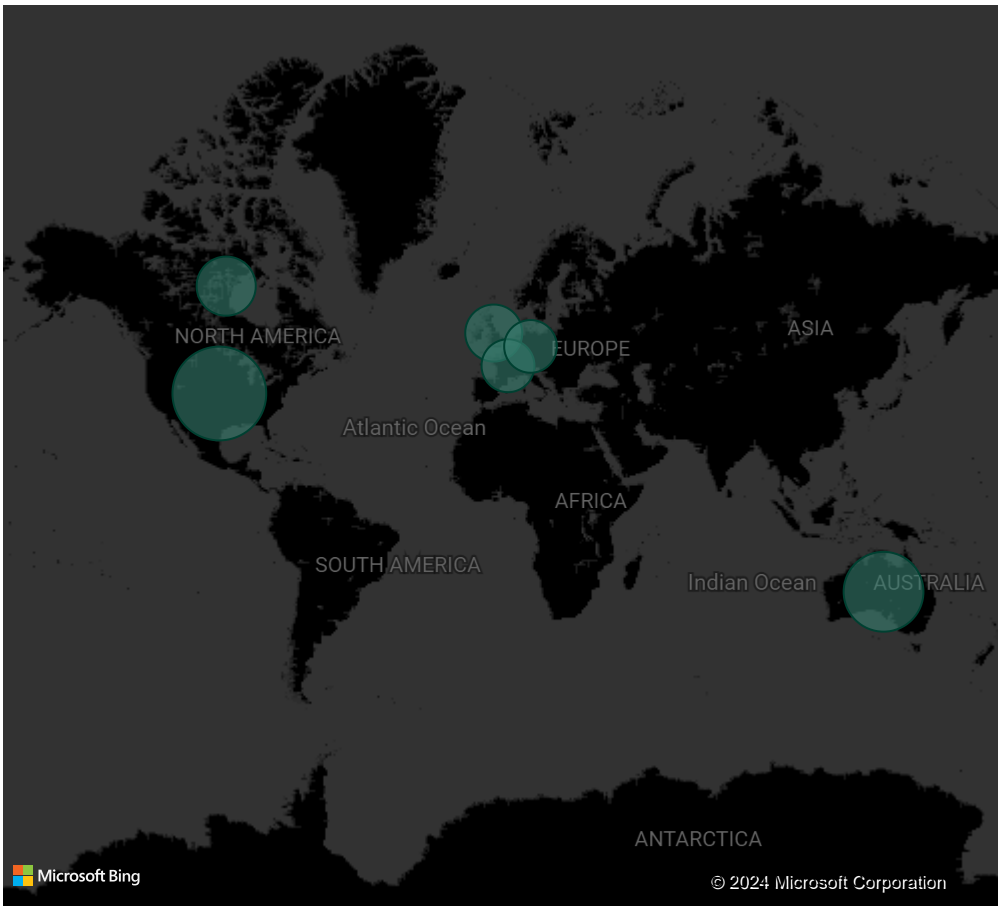 NORTH AMERICA
EUROPE
ASIA
Atlantic Ocean
AFRICA
SOUTH AMERICA
Indian Ocean
AUSTRALIA
ANTARCTICA
Microsoft Bing
© 2024 Microsoft Corporation